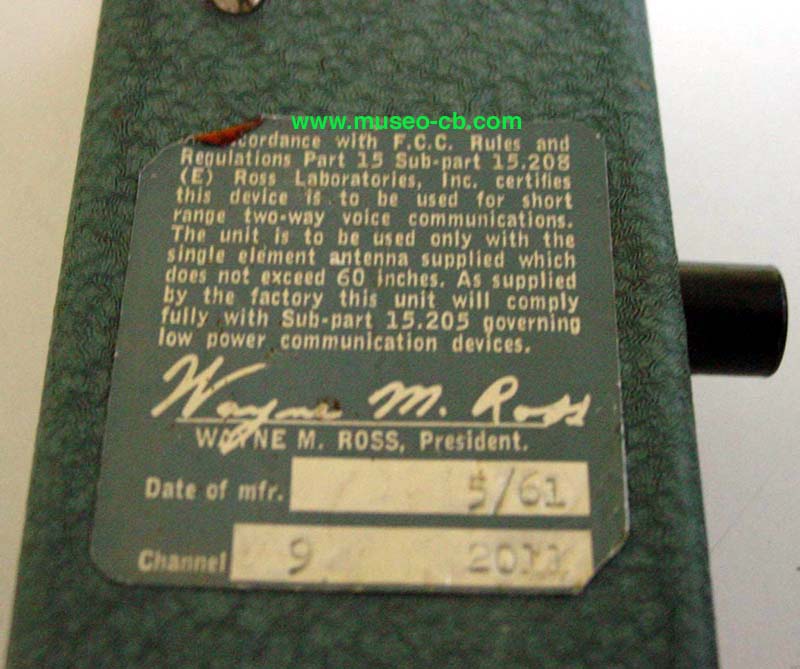 www.museo-cb.com
accordance with F.C.C. Rules and
Regulations Part 15 Sub-part 15.208
(E) Ross Laboratories, Inc. certifies
this device is to be used for short
range two-way voice communications.
The unit is to be used only with the
single element antenna supplied which
does not exceed 60 inches. As supplied
by the factory this unit will comply
fully with Sub-part 15.205 governing
low power communication devices.
Wayne M. Ross
WAYNE M. ROSS, President.
Date of mfr. 5/61
Channel 9